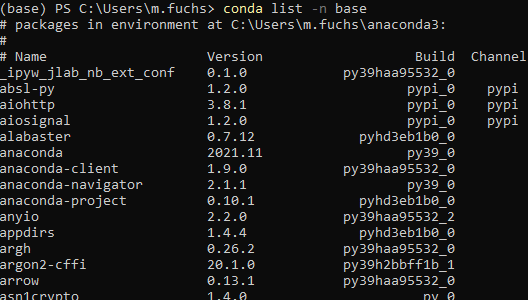 (base) PS C:\Users\m.fuchs> conda list -n base
# packages in environment at C:\Users\m.fuchs\anaconda3:
#
# Name                    Version                   Build  Channel
_ipyw_jlab_nb_ext_conf    0.1.0            py39haa95532_0
absl-py                   1.2.0                    pypi_0    pypi
aiohttp                   3.8.1                    pypi_0    pypi
aiosignal                 1.2.0                    pypi_0    pypi
alabaster                 0.7.12             pyhd3eb1b0_0
anaconda                  2021.11                  py39_0
anaconda-client           1.9.0            py39haa95532_0
anaconda-navigator        2.1.1                    py39_0
anaconda-project          0.10.1             pyhd3eb1b0_0
anyio                     2.2.0            py39haa95532_2
appdirs                   1.4.4              pyhd3eb1b0_0
argh                      0.26.2           py39haa95532_0
argon2-cffi               20.1.0           py39h2bbff1b_1
arrow                     0.13.1           py39haa95532_0
asn1crypto                1.4.0                      py_0